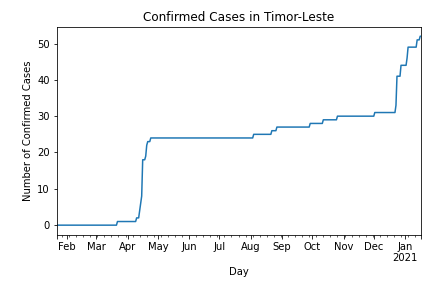 Confirmed Cases in Timor-Leste
Number of Confirmed Cases
50
40
30
20
10
0
Feb Mar Apr May Jun Jul Aug Sep Oct Nov Dec Jan
2021
Day